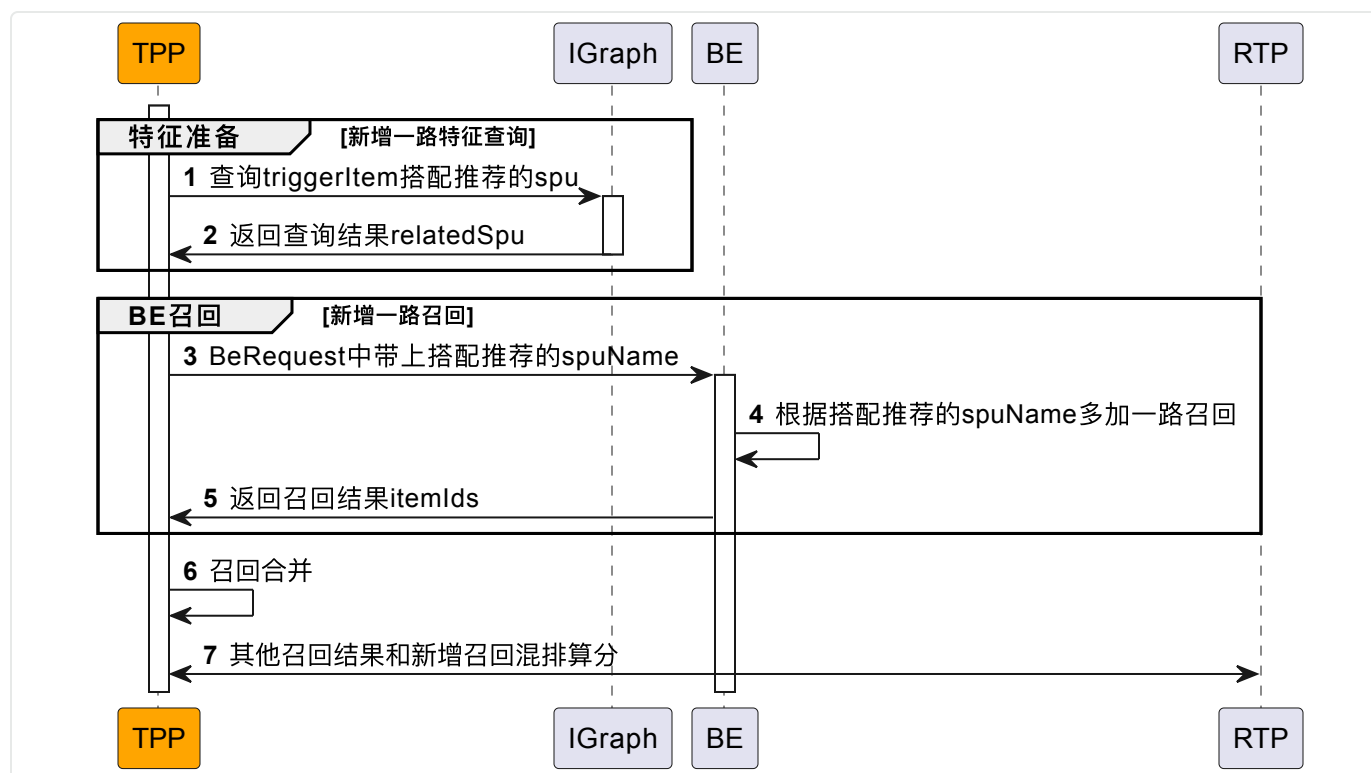 TPP IGraph BE RTP
特征准备 [新增一路特征查询]
1 查询triggerItem搭配推荐的spu
2 返回查询结果relatedSpu
BE召回 [新增一路召回]
3 BeRequest中带上搭配推荐的spuName
4 根据搭配推荐的spuName多加一路召回
5 返回召回结果itemIds
6 召回合并
7 其他召回结果和新增召回混排算分
TPP IGraph BE RTP